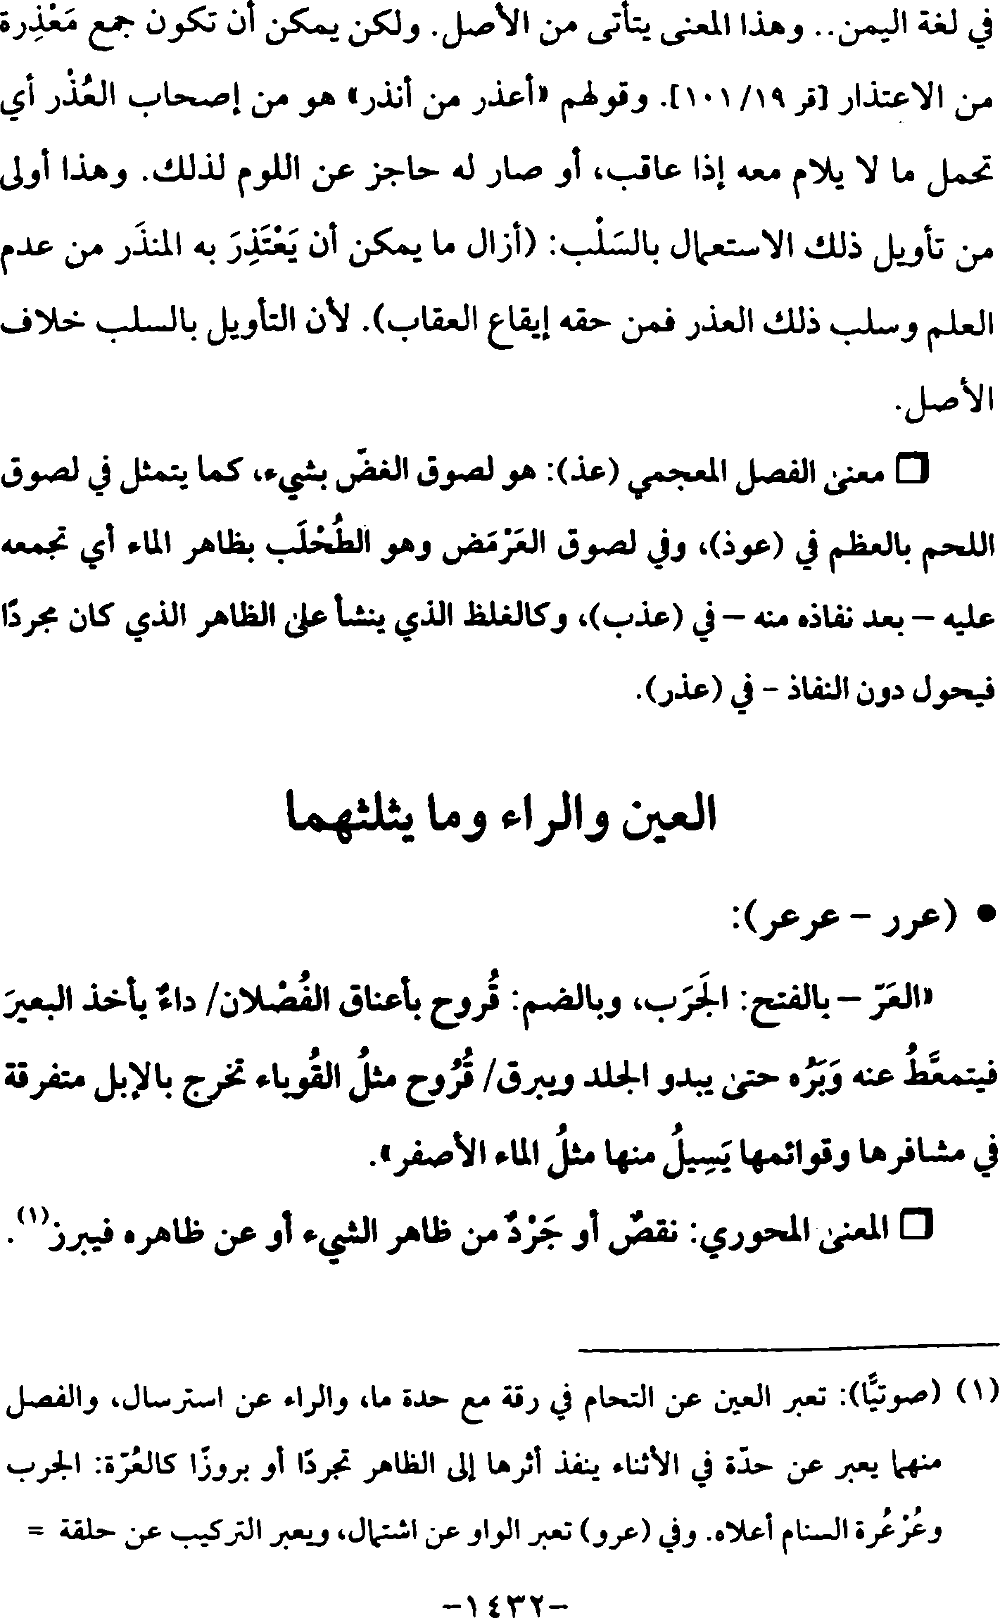 في لغة اليمن.. وهذا المعنى يتأتى من الأصل. ولكن يمكن أن تكون جمع مَعْذِرة
من الاعتذار [قر ١٩/ ١٠١]. وقولهم «أعذر من أنذر» هو من إصحاب العُذْر أي
تحمل ما لا يلام معه إذا عاقب، أو صار له حاجز عن اللوم لذلك. وهذا أولى
من تأويل ذلك الاستعمال بالسَلْب: (أزال ما يمكن أن يَعْتَذِرَ به المنذَر من عدم
العلم وسلب ذلك العذر فمن حقه إيقاع العقاب). لأن التأويل بالسلب خلاف
الأصل.
□ معنى الفصل المعجمي (عذ): هو لصوق الغضّ بشيء، كما يتمثل في لصوق
اللحم بالعظم في (عوذ)، وفي لصوق العَرْمَض وهو الطُحْلَب بظاهر الماء أي تجمعه
عليه – بعد نفاذه منه – في (عذب)، وكالغلظ الذي ينشأ على الظاهر الذي كان مجردًا
فيحول دون النفاذ - في (عذر).
العين والراء وما يثلثهما
• (عرر – عرعر):
«العَرّ – بالفتح: الجَرَب، وبالضم: قُروح بأعناق الفُصْلان/ داءٌ يأخذ البعيرَ
فيتمعَّطُ عنه وَبَرُه حتى يبدو الجلد ويبرق/ قُرُوح مثلُ القُوباء تخرج بالإبل متفرقة
في مشافرها وقوائمها يَسِيلُ منها مثلُ الماء الأصفر».
□ المعنى المحوري: نقصٌ أو جَرْدٌ من ظاهر الشيء أو عن ظاهره فيبرز(١).
(١) (صوتيًّا): تعبر العين عن التحام في رقة مع حدة ما، والراء عن استرسال، والفصل
منهما يعبر عن حدّة في الأثناء ينفذ أثرها إلى الظاهر تجردًا أو بروزًا كالعُرّة: الجرب
وعُرْعُرة السنام أعلاه. وفي (عرو) تعبر الواو عن اشتمال، ويعبر التركيب عن حلقة =
–١٤٣٢–